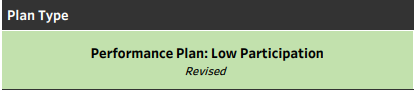 Plan Type
Performance Plan: Low Participation
Revised